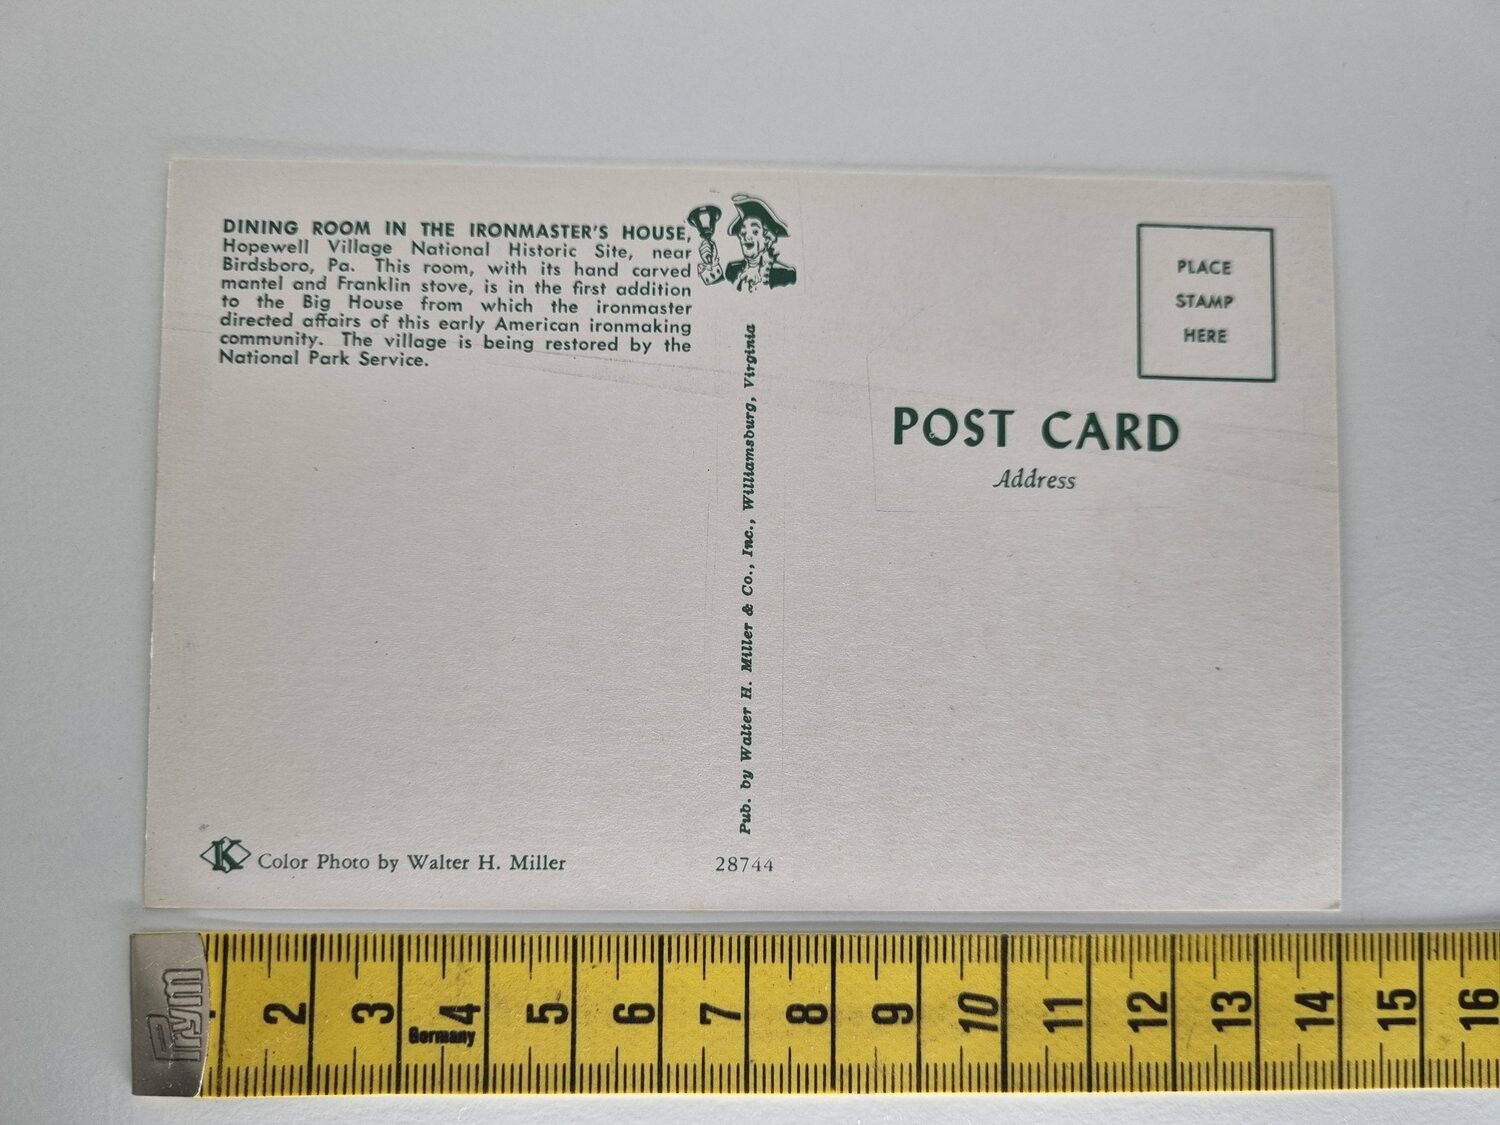 DINING ROOM IN THE IRONMASTER'S HOUSE,
Hopewell Village National Historic Site, near
Birdsboro, Pa. This room, with its hand carved
mantel and Franklin stove, is in the first addition
to the Big House from which the ironmaster
directed affairs of this early American ironmaking
community. The village is being restored by the
National Park Service.
PLACE
STAMP
HERE
POST CARD
Address
Pub. by Walter H. Miller & Co., Inc., Williamsburg, Virginia
K Color Photo by Walter H. Miller
28744
Prym
2 3 4 5 6 7 8 9 10 11 12 13 14 15 16
Germany